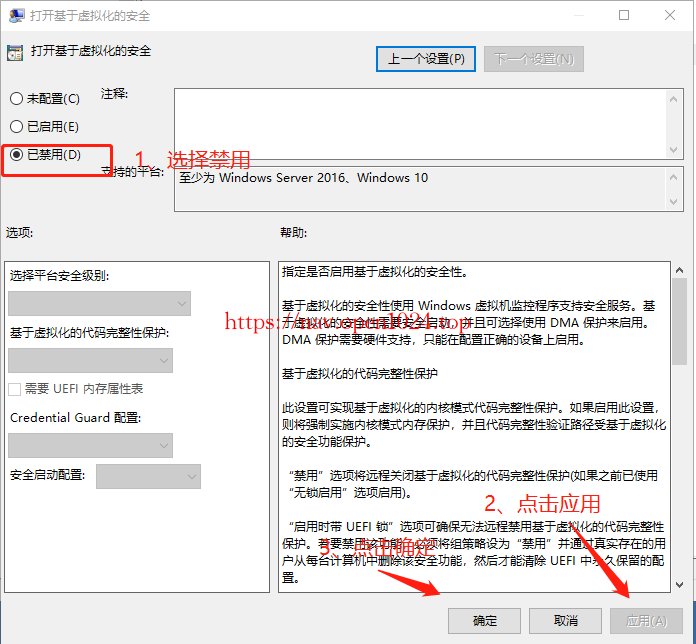 打开基于虚拟化的安全
打开基于虚拟化的安全
上一个设置(P)
下一个设置(N)
未配置(C)
注释:
已启用(E)
已禁用(D)
1、选择禁用
支持的平台:
至少为 Windows Server 2016、Windows 10
选项:
帮助:
选择平台安全级别:
基于虚拟化的代码完整性保护:
需要 UEFI 内存属性表
Credential Guard 配置:
安全启动配置:
指定是否启用基于虚拟化的安全性。
基于虚拟化的安全性使用 Windows 虚拟机监控程序支持安全服务。基
于虚拟化的安全性需要安全启动，并且可选择使用 DMA 保护来启用。
DMA 保护需要硬件支持，只能在配置正确的设备上启用。
基于虚拟化的代码完整性保护
此设置可实现基于虚拟化的内核模式代码完整性保护。如果启用此设置，
则将强制实施内核模式内存保护，并且代码完整性验证路径受基于虚拟化
的安全功能保护。
“禁用”选项将远程关闭基于虚拟化的代码完整性保护(如果之前已使用
“无锁启用”选项启用)。
2、点击应用
“启用时带 UEFI 锁”选项可确保无法远程禁用基于虚拟化的代码完整性
保护。若要禁用该功能，必须将组策略设为“禁用”并通过真实存在的用
户从每台计算机中删除该安全功能，然后才能清除 UEFI 中永久保留的配
置。
3、点击确定
确定
取消
应用(A)